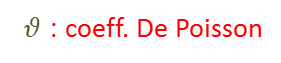 ϑ : coeff. De Poisson